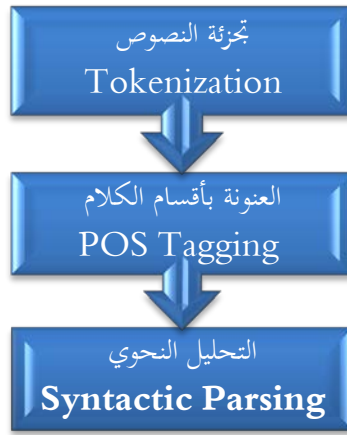 تجزئة النصوص
Tokenization
العنونة بأقسام الكلام
POS Tagging
التحليل النحوي
Syntactic Parsing